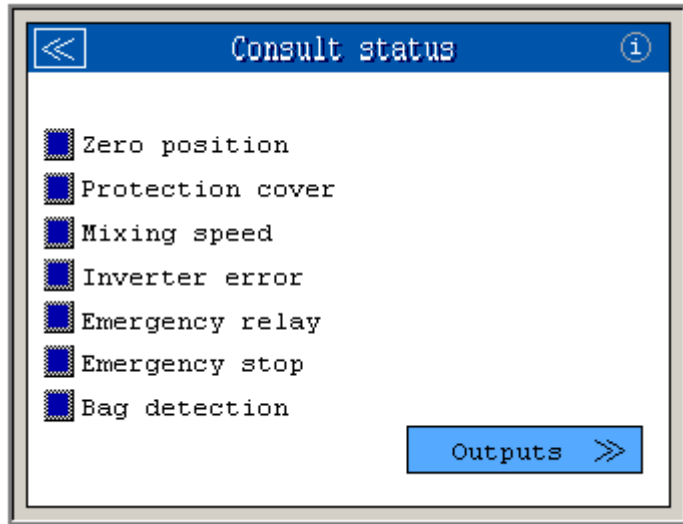 ≪ Consult status i
Zero position
Protection cover
Mixing speed
Inverter error
Emergency relay
Emergency stop
Bag detection
Outputs ≫